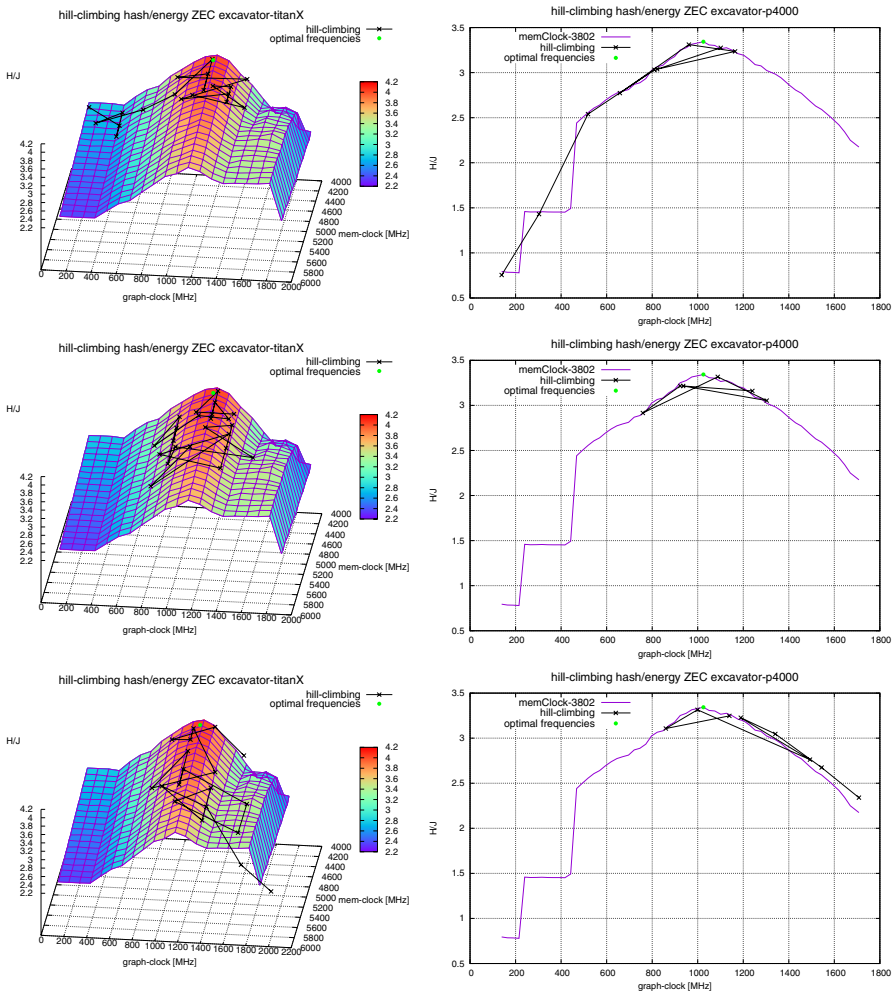 hill-climbing hash/energy ZEC excavator-titanX
hill-climbing
optimal frequencies
H/J
4.2
4
3.8
3.6
3.4
3.2
3
2.8
2.6
2.4
2.2
4.2
4
3.8
3.6
3.4
3.2
3
2.8
2.6
2.4
2.2
0 200 400 600 800 1000 1200 1400 1600 1800 2000
graph-clock [MHz]
4000
4200
4400
4600
4800
5000
5200
5400
5600
5800
6000
mem-clock [MHz]
hill-climbing hash/energy ZEC excavator-p4000
memClock-3802
hill-climbing
optimal frequencies
H/J
3.5
3
2.5
2
1.5
1
0.5
0 200 400 600 800 1000 1200 1400 1600 1800
graph-clock [MHz]
hill-climbing hash/energy ZEC excavator-titanX
hill-climbing
optimal frequencies
H/J
4.2
4
3.8
3.6
3.4
3.2
3
2.8
2.6
2.4
2.2
4.2
4
3.8
3.6
3.4
3.2
3
2.8
2.6
2.4
2.2
0 200 400 600 800 1000 1200 1400 1600 1800 2000
graph-clock [MHz]
4000
4200
4400
4600
4800
5000
5200
5400
5600
5800
6000
mem-clock [MHz]
hill-climbing hash/energy ZEC excavator-p4000
memClock-3802
hill-climbing
optimal frequencies
H/J
3.5
3
2.5
2
1.5
1
0.5
0 200 400 600 800 1000 1200 1400 1600 1800
graph-clock [MHz]
hill-climbing hash/energy ZEC excavator-titanX
hill-climbing
optimal frequencies
H/J
4.2
4
3.8
3.6
3.4
3.2
3
2.8
2.6
2.4
2.2
4.2
4
3.8
3.6
3.4
3.2
3
2.8
2.6
2.4
2.2
0 200 400 600 800 1000 1200 1400 1600 1800 2000 2200
graph-clock [MHz]
4000
4200
4400
4600
4800
5000
5200
5400
5600
5800
6000
mem-clock [MHz]
hill-climbing hash/energy ZEC excavator-p4000
memClock-3802
hill-climbing
optimal frequencies
H/J
3.5
3
2.5
2
1.5
1
0.5
0 200 400 600 800 1000 1200 1400 1600 1800
graph-clock [MHz]